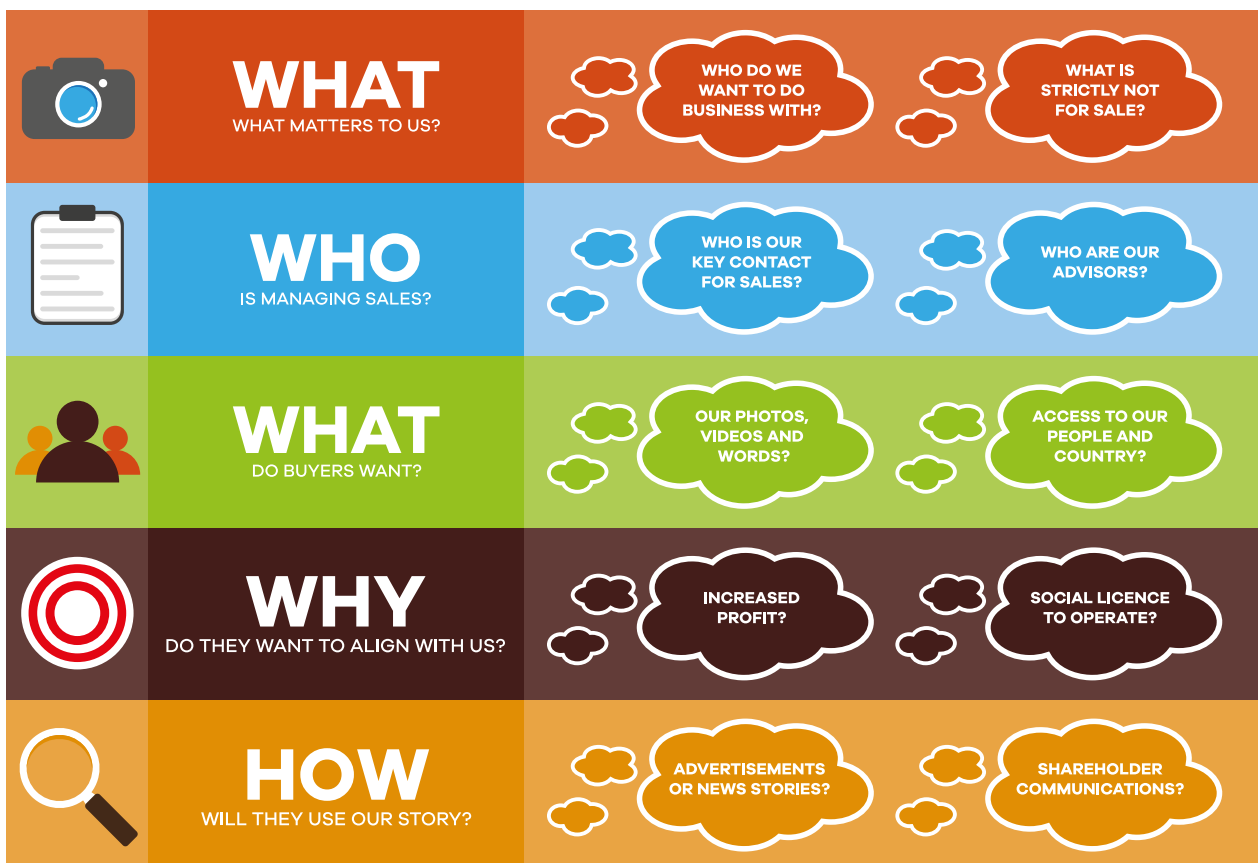 WHAT
WHAT MATTERS TO US?
WHO DO WE
WANT TO DO
BUSINESS WITH?
WHAT IS
STRICTLY NOT
FOR SALE?
WHO
IS MANAGING SALES?
WHO IS OUR
KEY CONTACT
FOR SALES?
WHO ARE OUR
ADVISORS?
WHAT
DO BUYERS WANT?
OUR PHOTOS,
VIDEOS AND
WORDS?
ACCESS TO OUR
PEOPLE AND
COUNTRY?
WHY
DO THEY WANT TO ALIGN WITH US?
INCREASED
PROFIT?
SOCIAL LICENCE
TO OPERATE?
HOW
WILL THEY USE OUR STORY?
ADVERTISEMENTS
OR NEWS STORIES?
SHAREHOLDER
COMMUNICATIONS?